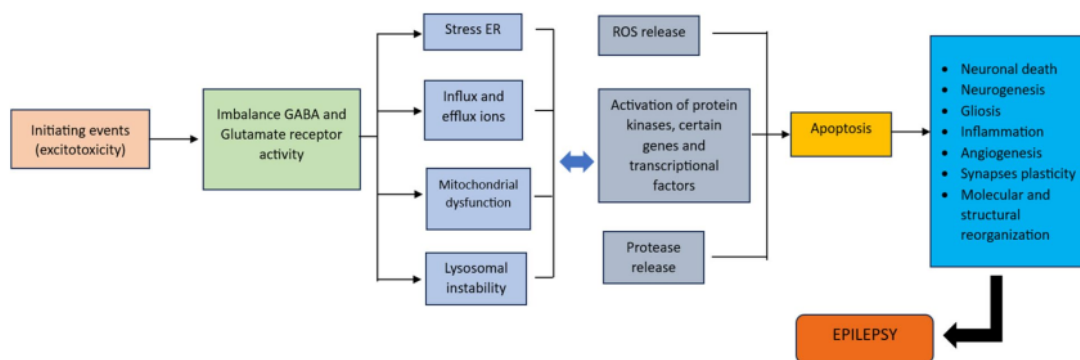 Initiating events
(excitotoxicity)
Imbalance GABA and
Glutamate receptor
activity
Stress ER
Influx and
efflux ions
Mitochondrial
dysfunction
Lysosomal
instability
ROS release
Activation of protein
kinases, certain
genes and
transcriptional
factors
Protease
release
Apoptosis
• Neuronal death
• Neurogenesis
• Gliosis
• Inflammation
• Angiogenesis
• Synapses plasticity
• Molecular and
structural
reorganization
EPILEPSY